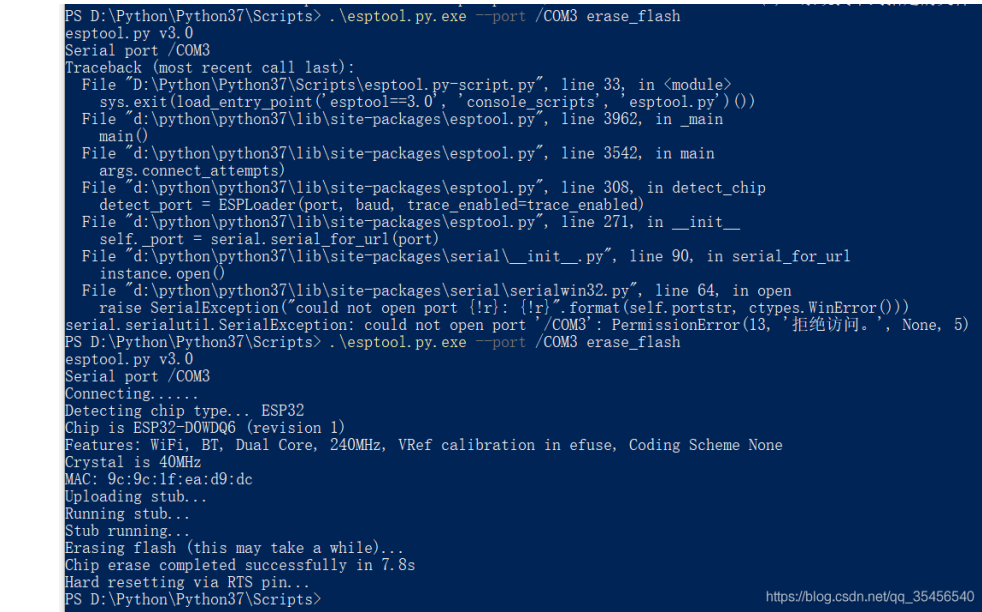 PS D:\Python\Python37\Scripts> .\esptool.py.exe --port /COM3 erase_flash
esptool.py v3.0
Serial port /COM3
Traceback (most recent call last):
  File "D:\Python\Python37\Scripts\esptool.py-script.py", line 33, in <module>
    sys.exit(load_entry_point('esptool==3.0', 'console_scripts', 'esptool.py')())
  File "d:\python\python37\lib\site-packages\esptool.py", line 3962, in _main
    main()
  File "d:\python\python37\lib\site-packages\esptool.py", line 3542, in main
    args.connect_attempts)
  File "d:\python\python37\lib\site-packages\esptool.py", line 308, in detect_chip
    detect_port = ESPLoader(port, baud, trace_enabled=trace_enabled)
  File "d:\python\python37\lib\site-packages\esptool.py", line 271, in __init__
    self._port = serial.serial_for_url(port)
  File "d:\python\python37\lib\site-packages\serial\__init__.py", line 90, in serial_for_url
    instance.open()
  File "d:\python\python37\lib\site-packages\serial\serialwin32.py", line 64, in open
    raise SerialException("could not open port {!r}: {!r}".format(self.portstr, ctypes.WinError()))
serial.serialutil.SerialException: could not open port '/COM3': PermissionError(13, '拒绝访问。', None, 5)
PS D:\Python\Python37\Scripts> .\esptool.py.exe --port /COM3 erase_flash
esptool.py v3.0
Serial port /COM3
Connecting......
Detecting chip type... ESP32
Chip is ESP32-D0WDQ6 (revision 1)
Features: WiFi, BT, Dual Core, 240MHz, VRef calibration in efuse, Coding Scheme None
Crystal is 40MHz
MAC: 9c:9c:1f:ea:d9:dc
Uploading stub...
Running stub...
Stub running...
Erasing flash (this may take a while)...
Chip erase completed successfully in 7.8s
Hard resetting via RTS pin...
PS D:\Python\Python37\Scripts>
https://blog.csdn.net/qq_35456540